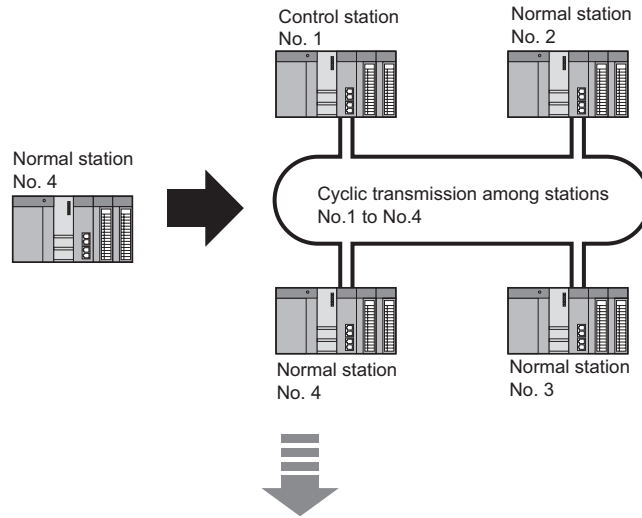 Control station
No. 1
Normal station
No. 2
Normal station
No. 4
Cyclic transmission among stations
No.1 to No.4
Normal station
No. 4
Normal station
No. 3